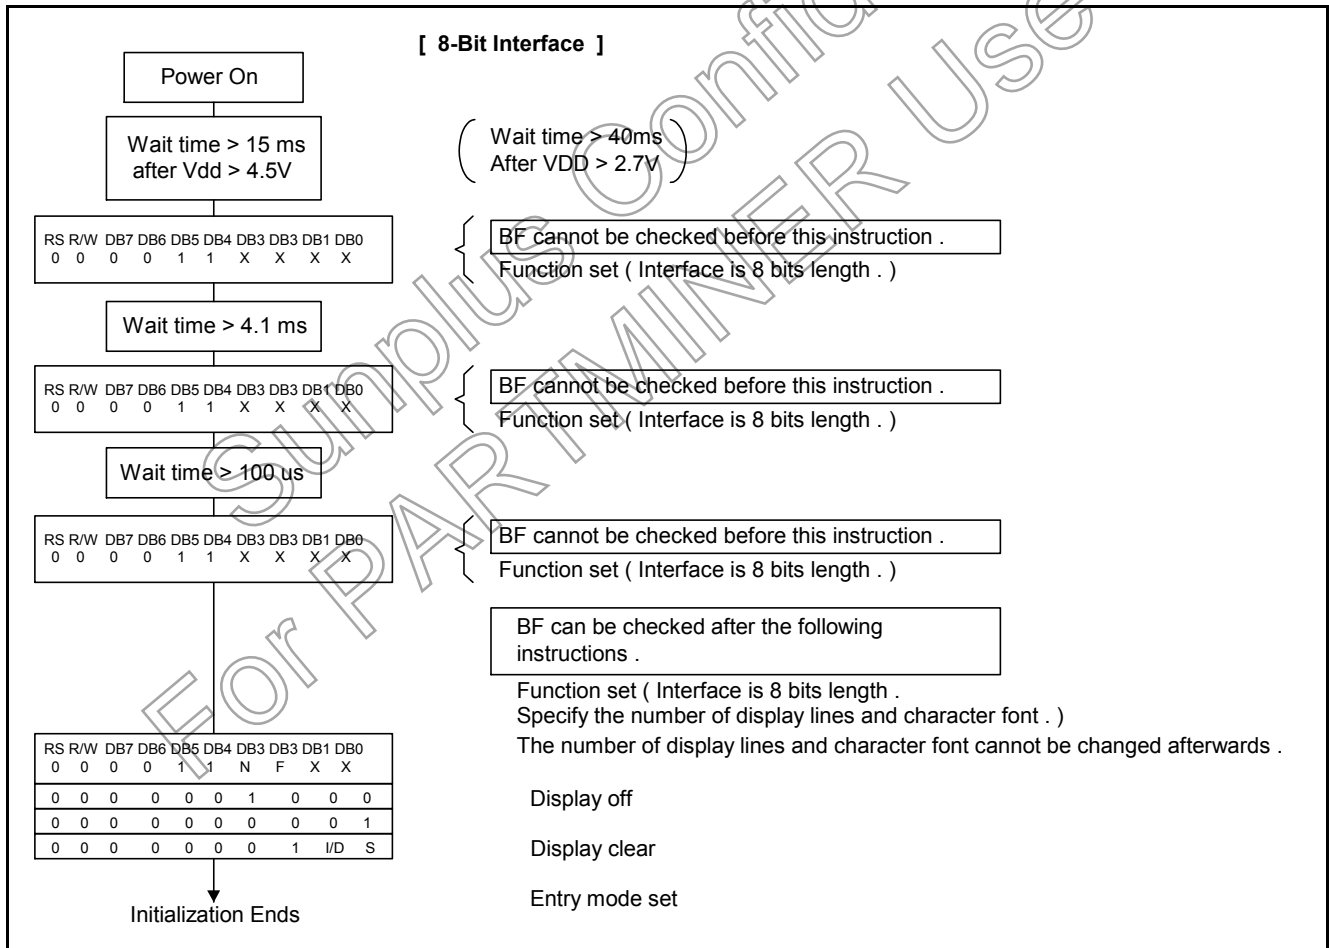 [ 8-Bit Interface ]
Power On
Wait time > 15 ms
after Vdd > 4.5V
Wait time > 40ms
After VDD > 2.7V
RS R/W DB7 DB6 DB5 DB4 DB3 DB3 DB1 DB0
0 0 0 0 1 1 X X X X
BF cannot be checked before this instruction .
Function set ( Interface is 8 bits length . )
Wait time > 4.1 ms
RS R/W DB7 DB6 DB5 DB4 DB3 DB3 DB1 DB0
0 0 0 0 1 1 X X X X
BF cannot be checked before this instruction .
Function set ( Interface is 8 bits length . )
Wait time > 100 us
RS R/W DB7 DB6 DB5 DB4 DB3 DB3 DB1 DB0
0 0 0 0 1 1 X X X X
BF cannot be checked before this instruction .
Function set ( Interface is 8 bits length . )
BF can be checked after the following
instructions .
Function set ( Interface is 8 bits length .
Specify the number of display lines and character font . )
The number of display lines and character font cannot be changed afterwards .
RS R/W DB7 DB6 DB5 DB4 DB3 DB3 DB1 DB0
0 0 0 0 1 1 N F X X
0 0 0 0 0 0 1 0 0 0
Display off
0 0 0 0 0 0 0 0 0 1
Display clear
0 0 0 0 0 0 0 1 I/D S
Entry mode set
Initialization Ends
Sunplus Confid
For PARTMINER Use